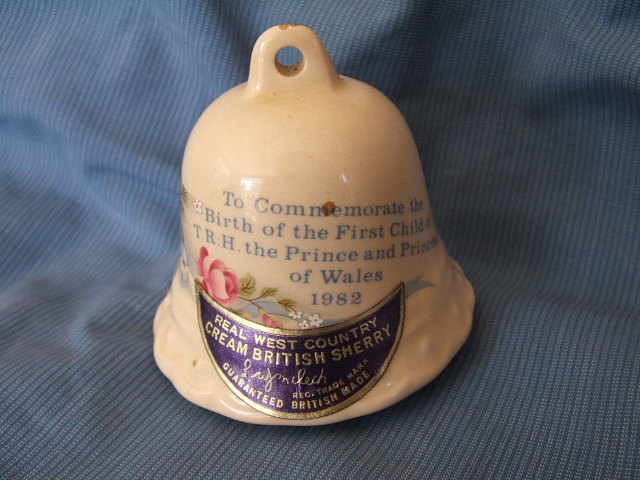 To Commemorate the
Birth of the First Child of
T.R.H. the Prince and
of Wales
1982
REAL WEST COUNTRY
CREAM BRITISH SHERRY
REG. TRADE MARK
GUARANTEED BRITISH MADE